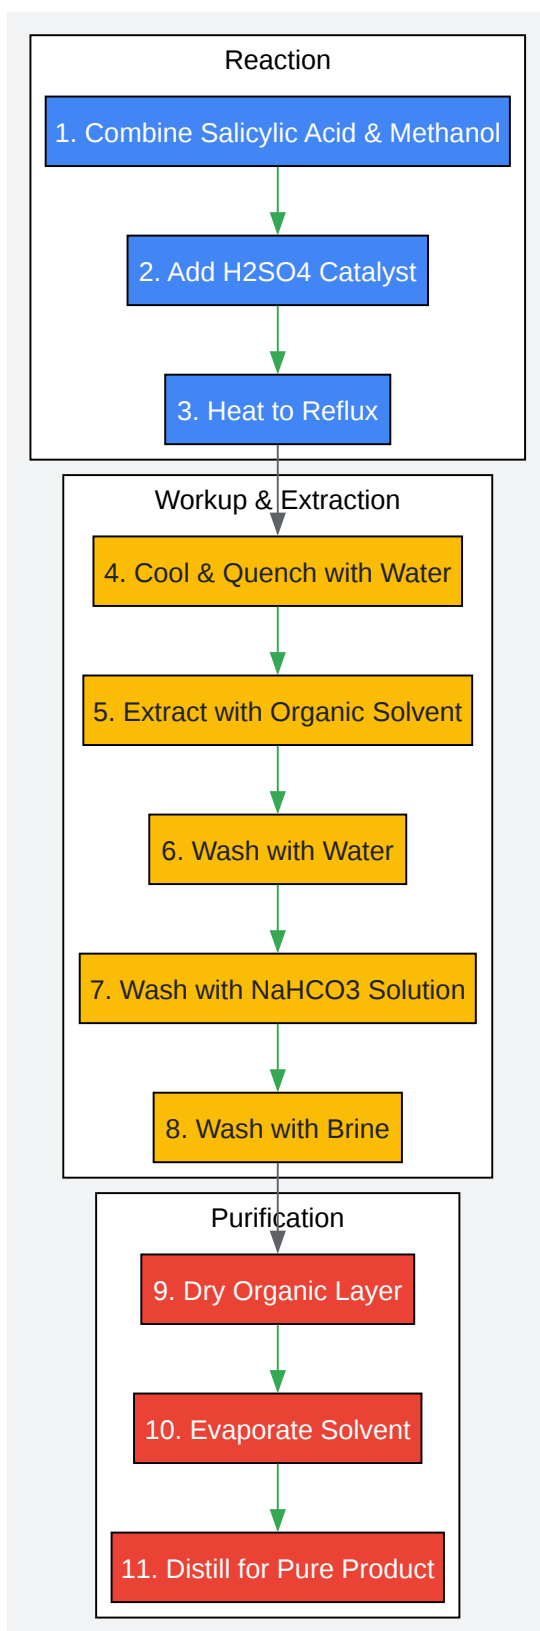 Reaction
1. Combine Salicylic Acid & Methanol
2. Add H2SO4 Catalyst
3. Heat to Reflux
Workup & Extraction
4. Cool & Quench with Water
5. Extract with Organic Solvent
6. Wash with Water
7. Wash with NaHCO3 Solution
8. Wash with Brine
Purification
9. Dry Organic Layer
10. Evaporate Solvent
11. Distill for Pure Product